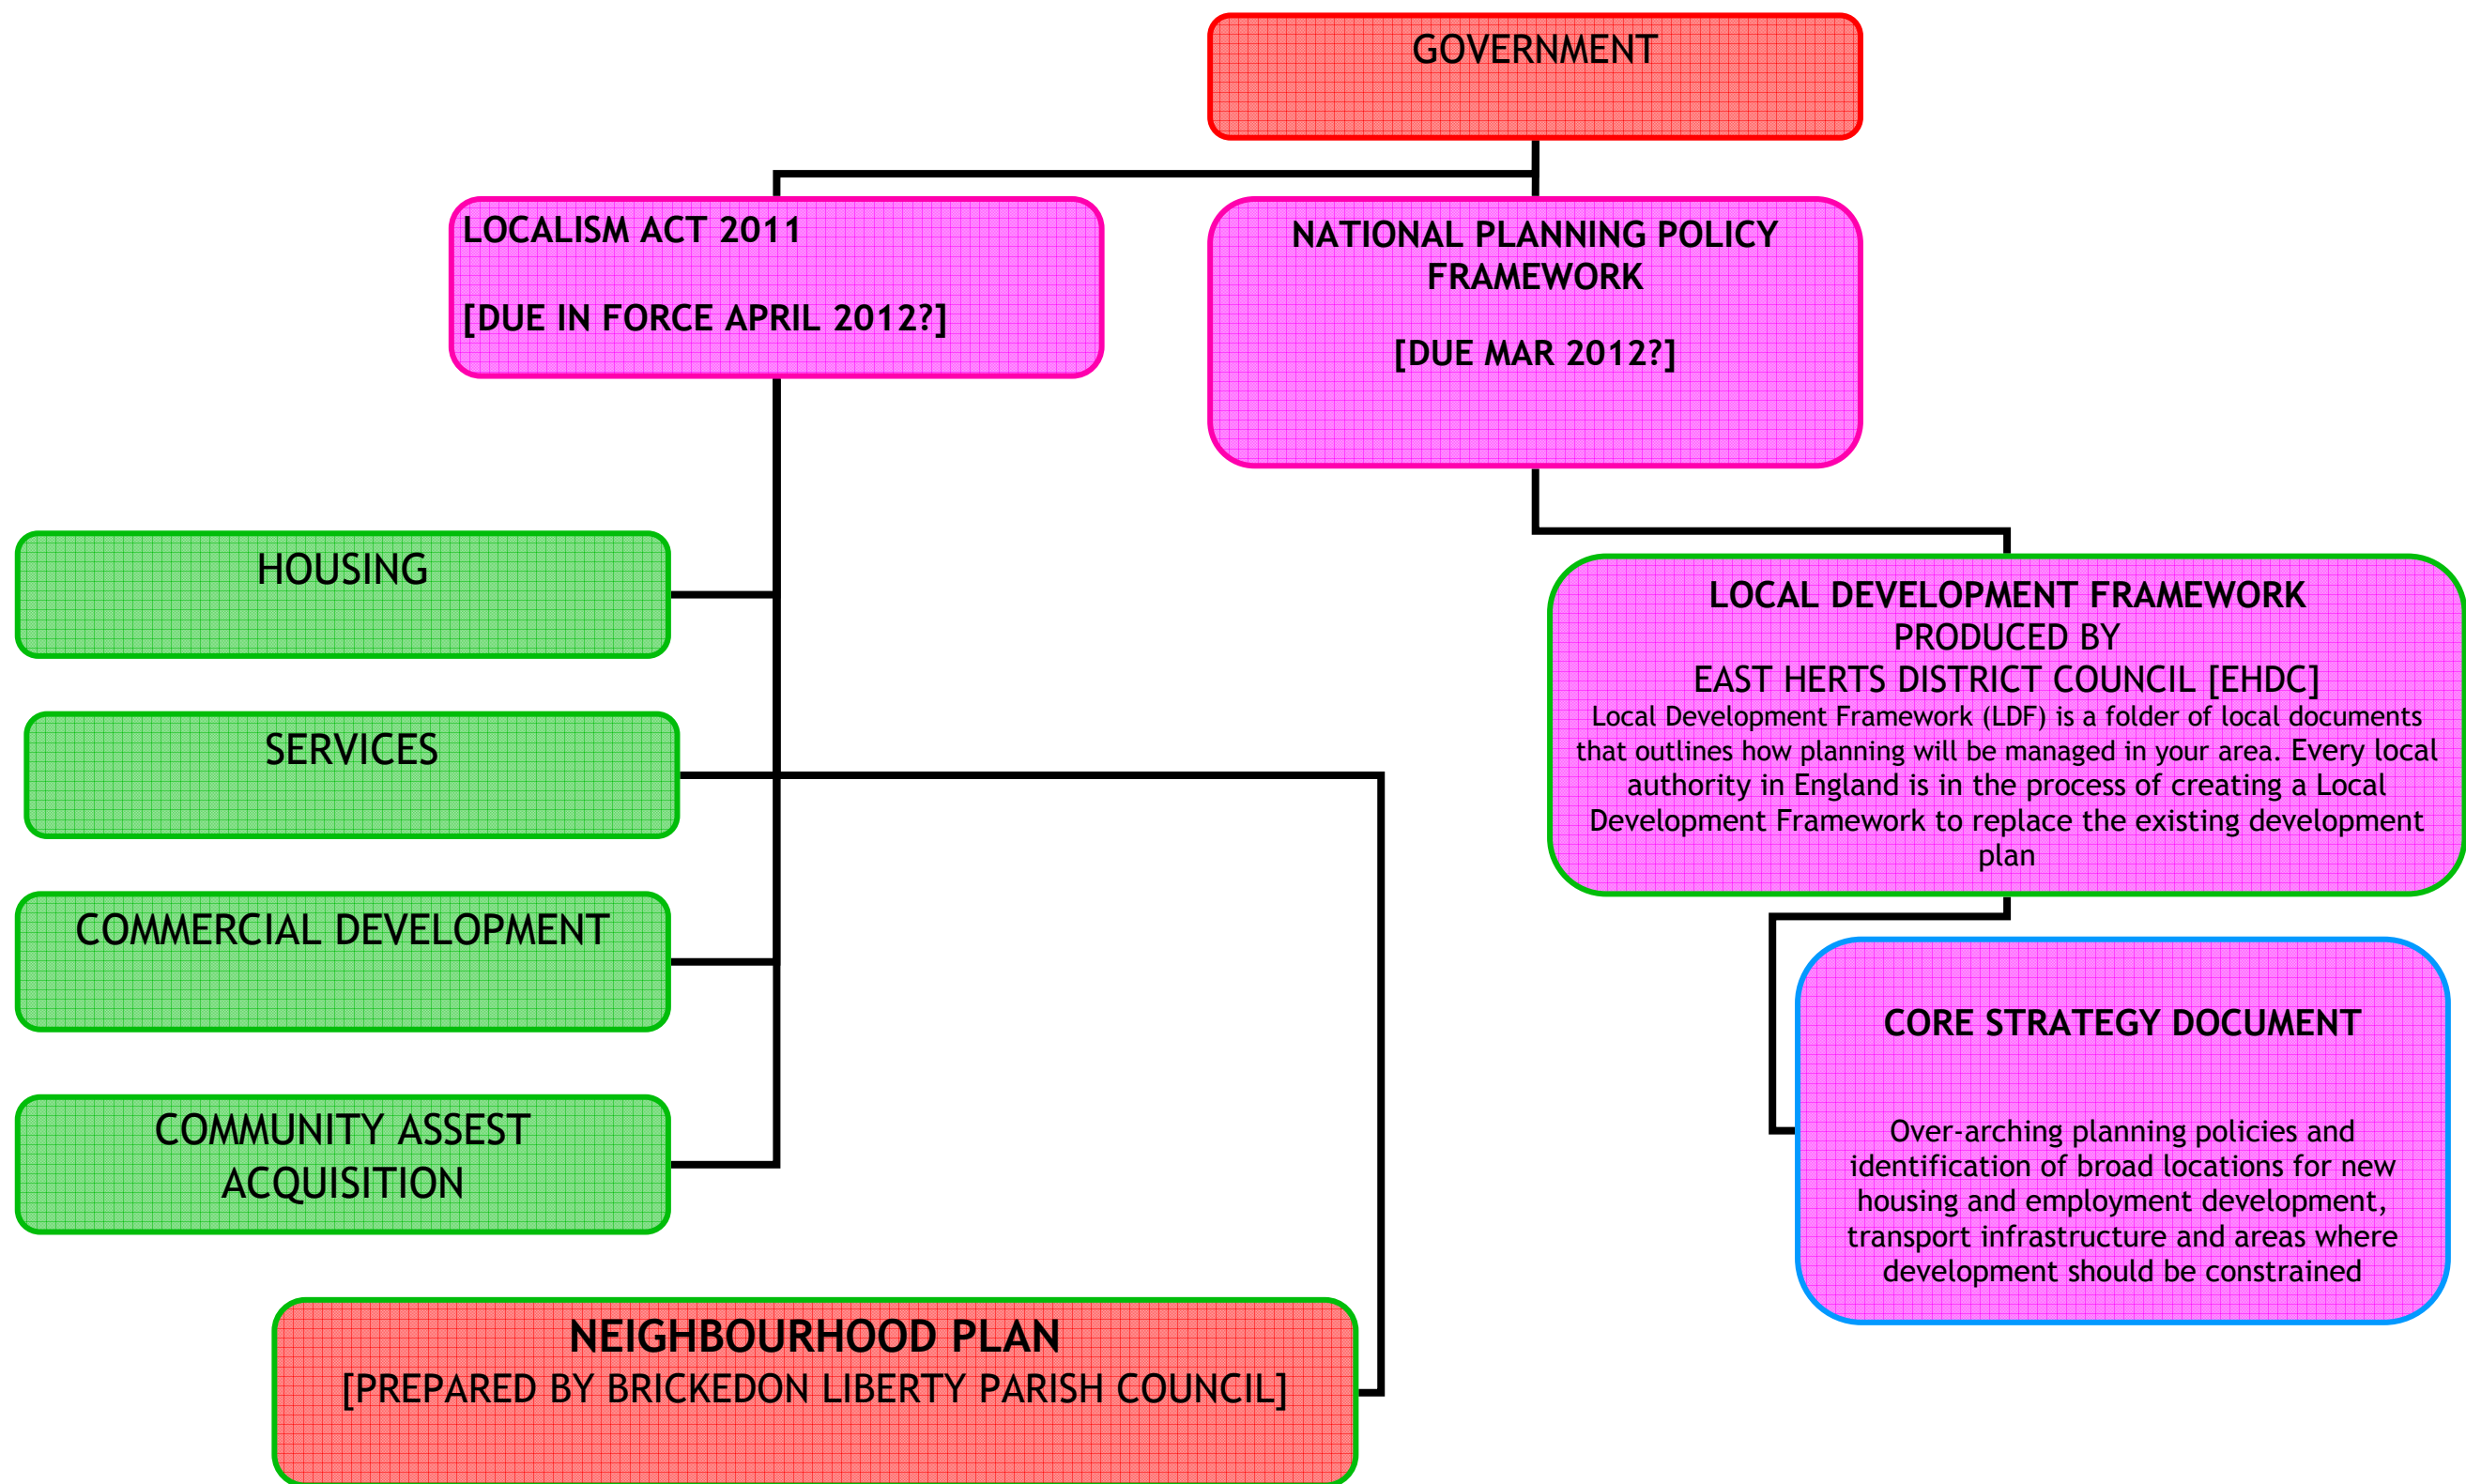 GOVERNMENT
LOCALISM ACT 2011
[DUE IN FORCE APRIL 2012?]
NATIONAL PLANNING POLICY
FRAMEWORK
[DUE MAR 2012?]
HOUSING
SERVICES
COMMERCIAL DEVELOPMENT
COMMUNITY ASSEST
ACQUISITION
LOCAL DEVELOPMENT FRAMEWORK
PRODUCED BY
EAST HERTS DISTRICT COUNCIL [EHDC]
Local Development Framework (LDF) is a folder of local documents
that outlines how planning will be managed in your area. Every local
authority in England is in the process of creating a Local
Development Framework to replace the existing development
plan
CORE STRATEGY DOCUMENT
Over-arching planning policies and
identification of broad locations for new
housing and employment development,
transport infrastructure and areas where
development should be constrained
NEIGHBOURHOOD PLAN
[PREPARED BY BRICKEDON LIBERTY PARISH COUNCIL]